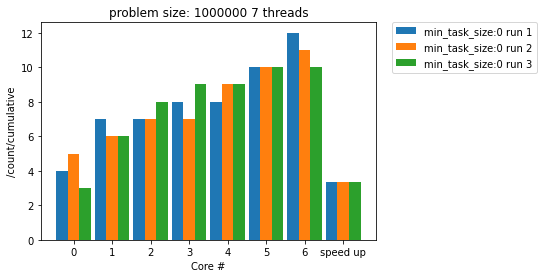 problem size: 1000000 7 threads
min_task_size:0 run 1
min_task_size:0 run 2
min_task_size:0 run 3
/count/cumulative
12
10
8
6
4
2
0
0 1 2 3 4 5 6 speed up
Core #